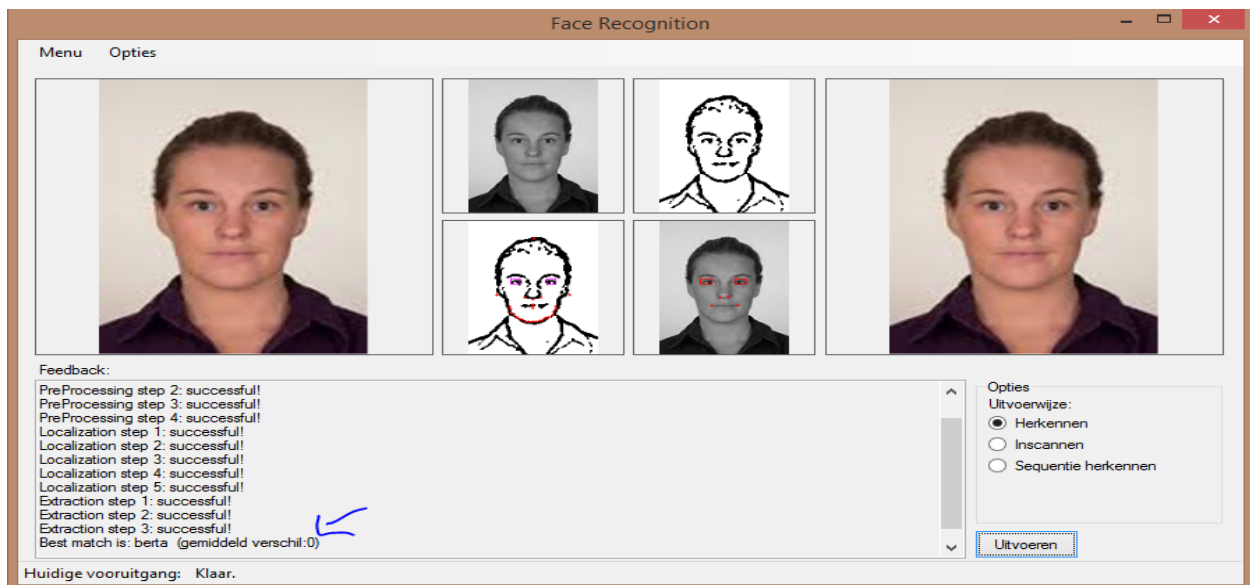 Face Recognition
Menu Opties
Feedback:
PreProcessing step 2: successful!
PreProcessing step 3: successful!
PreProcessing step 4: successful!
Localization step 1: successful!
Localization step 2: successful!
Localization step 3: successful!
Localization step 4: successful!
Localization step 5: successful!
Extraction step 1: successful!
Extraction step 2: successful!
Extraction step 3: successful!
Best match is: berta (gemiddeld verschil:0)
Opties
Uitvoerwijze:
Herkennen
Inscannen
Sequentie herkennen
Uitvoeren
Huidige vooruitgang: Klaar.